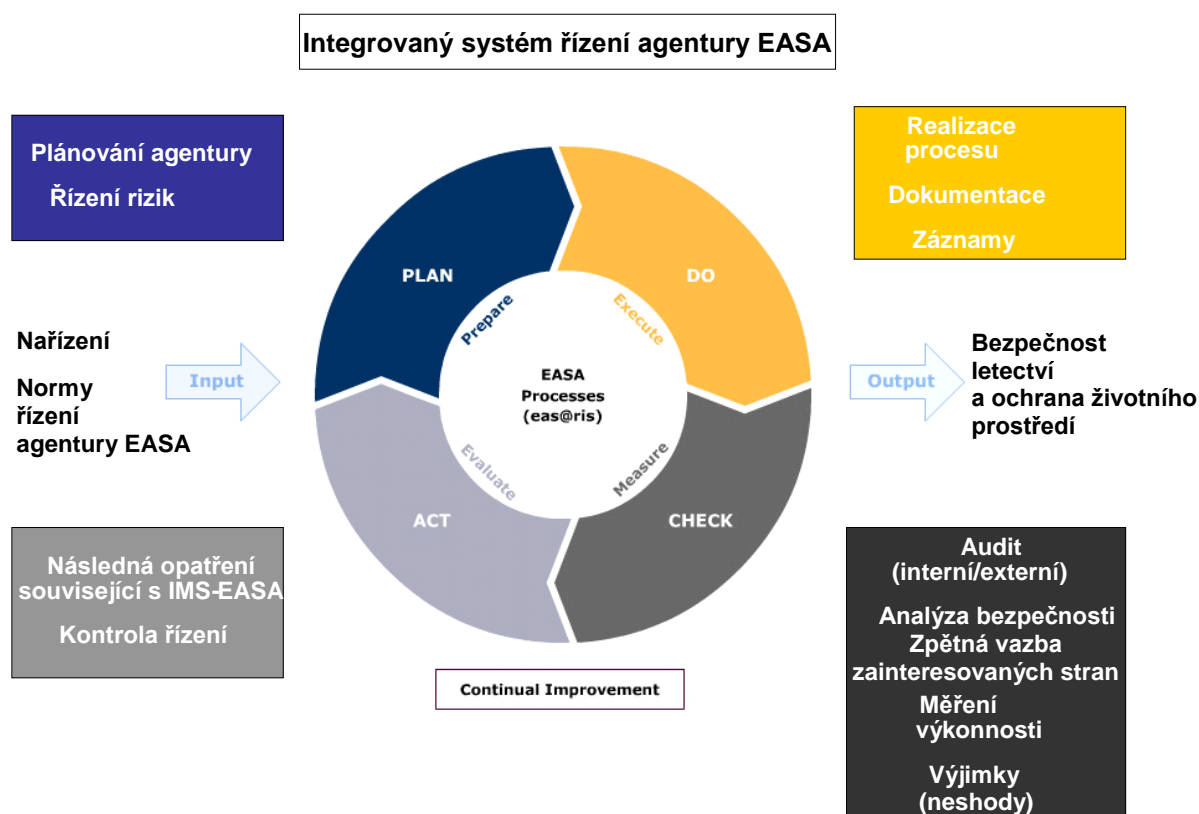 Integrovaný systém řízení agentury EASA
Plánování agentury
Řízení rizik
Realizace
procesu
Dokumentace
Záznamy
PLAN
DO
Prepare
Execute
Nařízení
Normy
řízení
agentury EASA
Input
EASA
Processes
(eas@ris)
Output
Bezpečnost
letectví
a ochrana životního
prostředí
Evaluate
Measure
ACT
CHECK
Následná opatření
související s IMS-EASA
Kontrola řízení
Audit
(interní/externí)
Analýza bezpečnosti
Zpětná vazba
zainteresovaných stran
Měření
výkonnosti
Výjimky
(neshody)
Continual Improvement